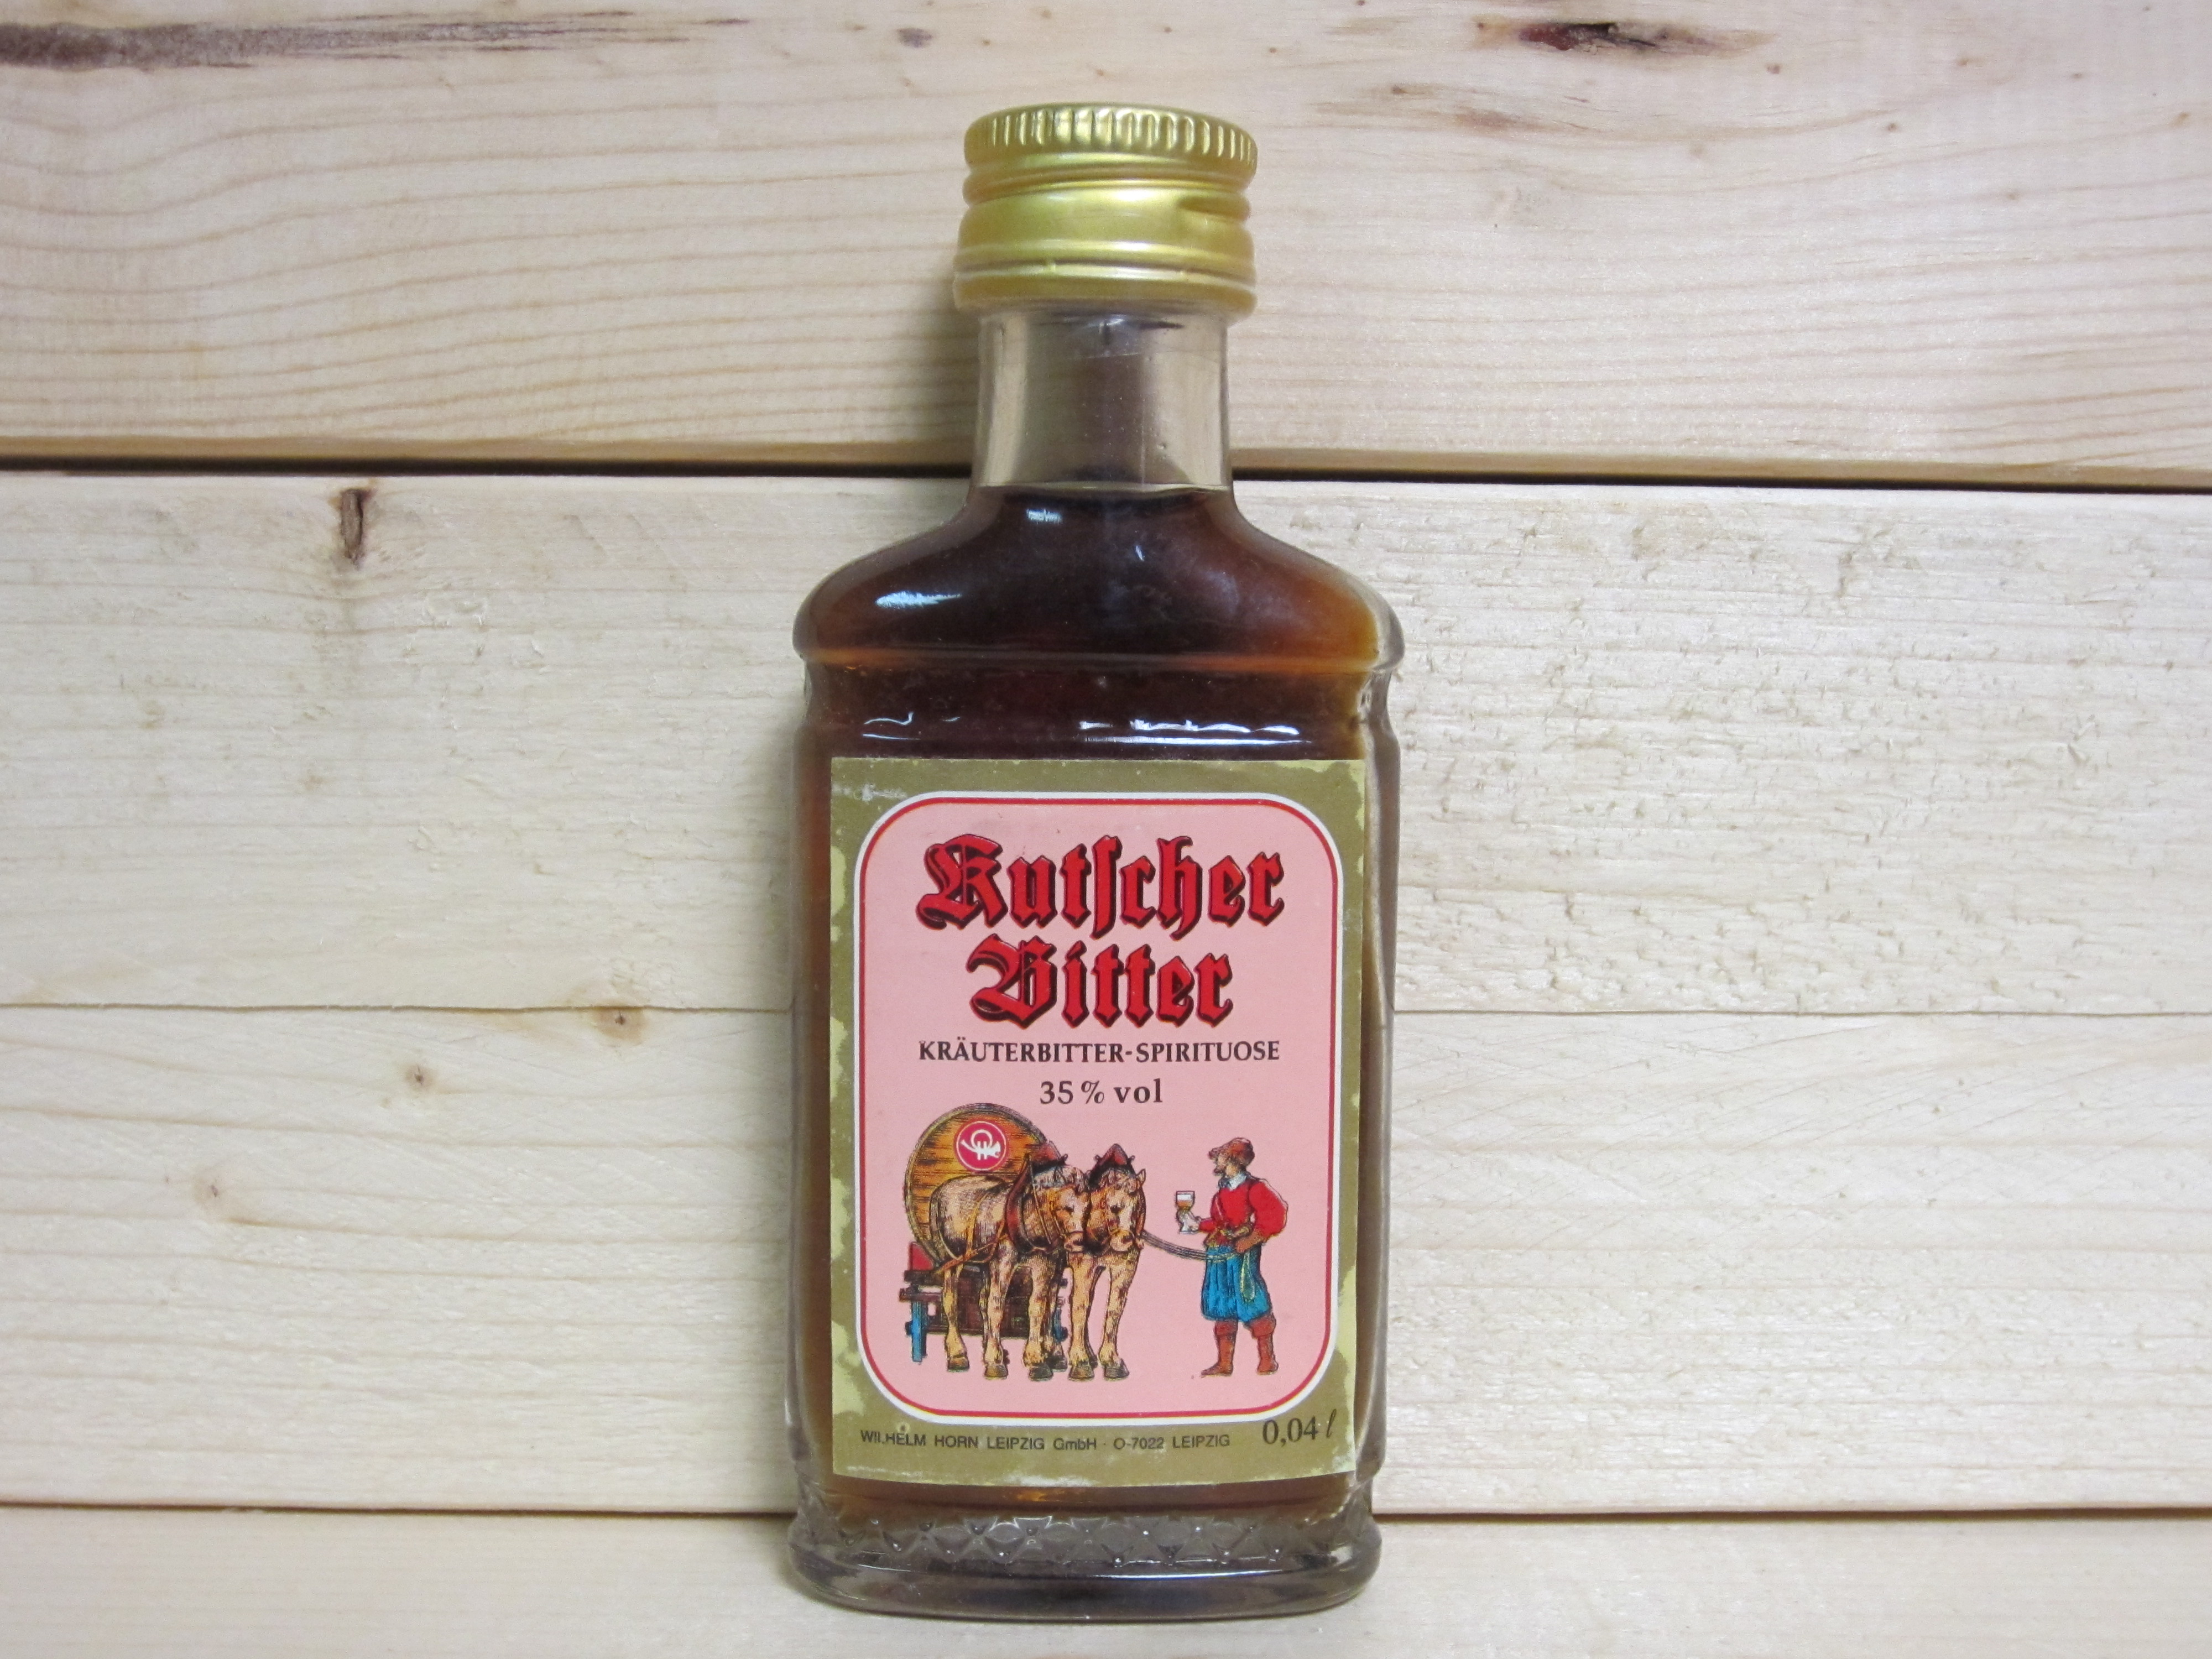 Kutſcher
Bitter
KRÄUTERBITTER-SPIRITUOSE
35% vol
WILHELM HORN LEIPZIG GmbH · O-7022 LEIPZIG
0,04 ℓ